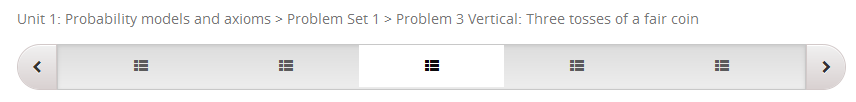 Unit 1: Probability models and axioms > Problem Set 1 > Problem 3 Vertical: Three tosses of a fair coin